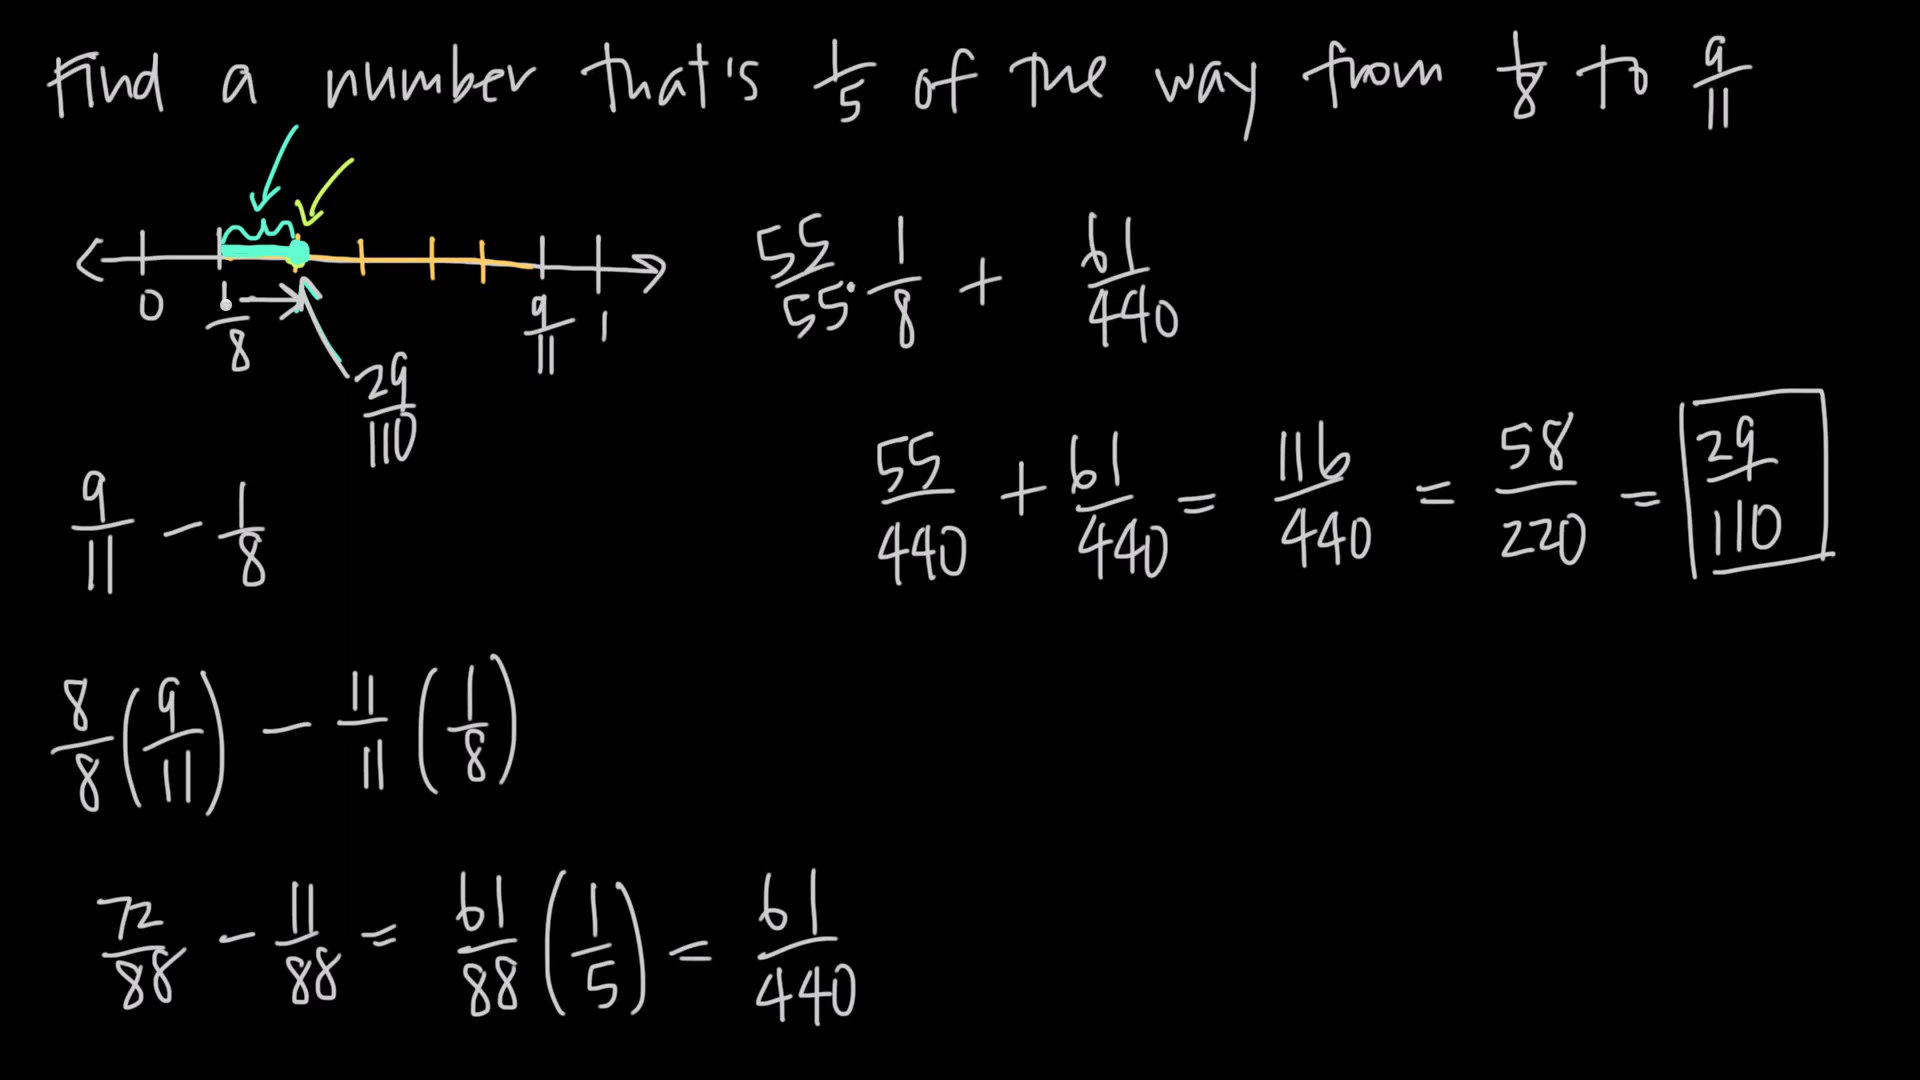 Find a number that's 1/5 of the way from 1/8 to 9/11
0 1/8 9/11 1
29/110
9/11 - 1/8
8/8 (9/11) - 11/11 (1/8)
72/88 - 11/88 = 61/88 (1/5) = 61/440
55/55 · 1/8 + 61/440
55/440 + 61/440 = 116/440 = 58/220 = 29/110